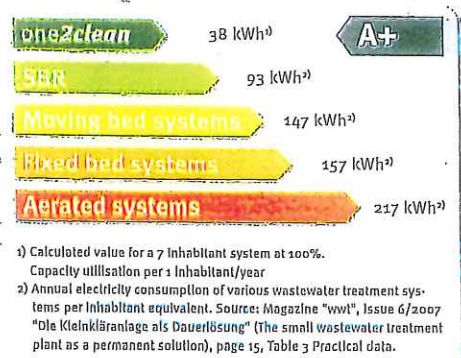 one2clean 38 kWh¹⁾ A+
SBR 93 kWh²⁾
Moving bed systems 147 kWh²⁾
Fixed bed systems 157 kWh²⁾
Aerated systems 217 kWh²⁾
1) Calculated value for a 7 inhabitant system at 100%.
Capacity utilisation per 1 inhabitant/year
2) Annual electricity consumption of various wastewater treatment sys-
tems per inhabitant equivalent. Source: Magazine "wwt", Issue 6/2007
"Die Kleinkläranlage als Dauerlösung" (The small wastewater treatment
plant as a permanent solution), page 15, Table 3 Practical data.